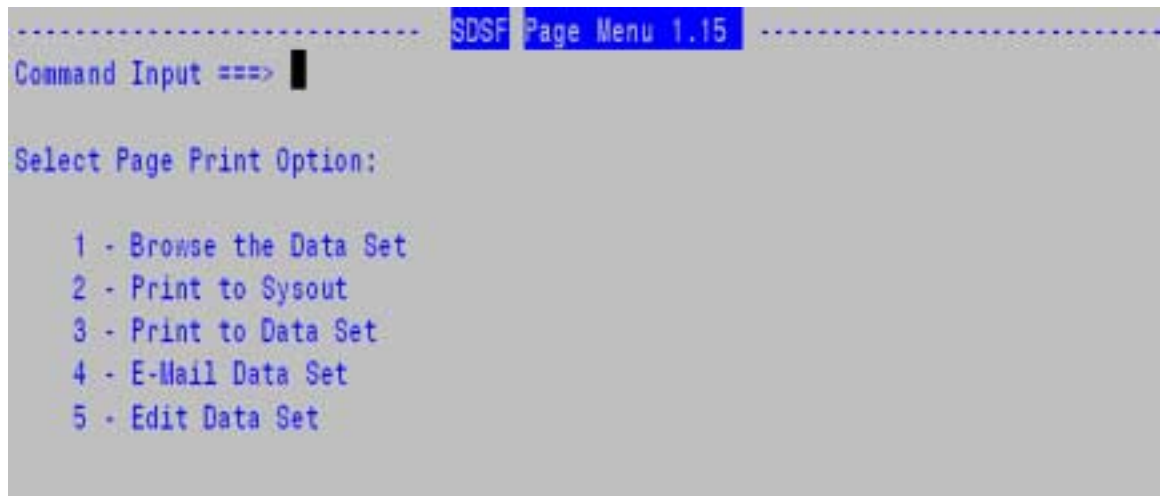 ---------------------------- SDSF Page Menu 1.15 ----------------------------
Command Input ===>
Select Page Print Option:
1 - Browse the Data Set
2 - Print to Sysout
3 - Print to Data Set
4 - E-Mail Data Set
5 - Edit Data Set